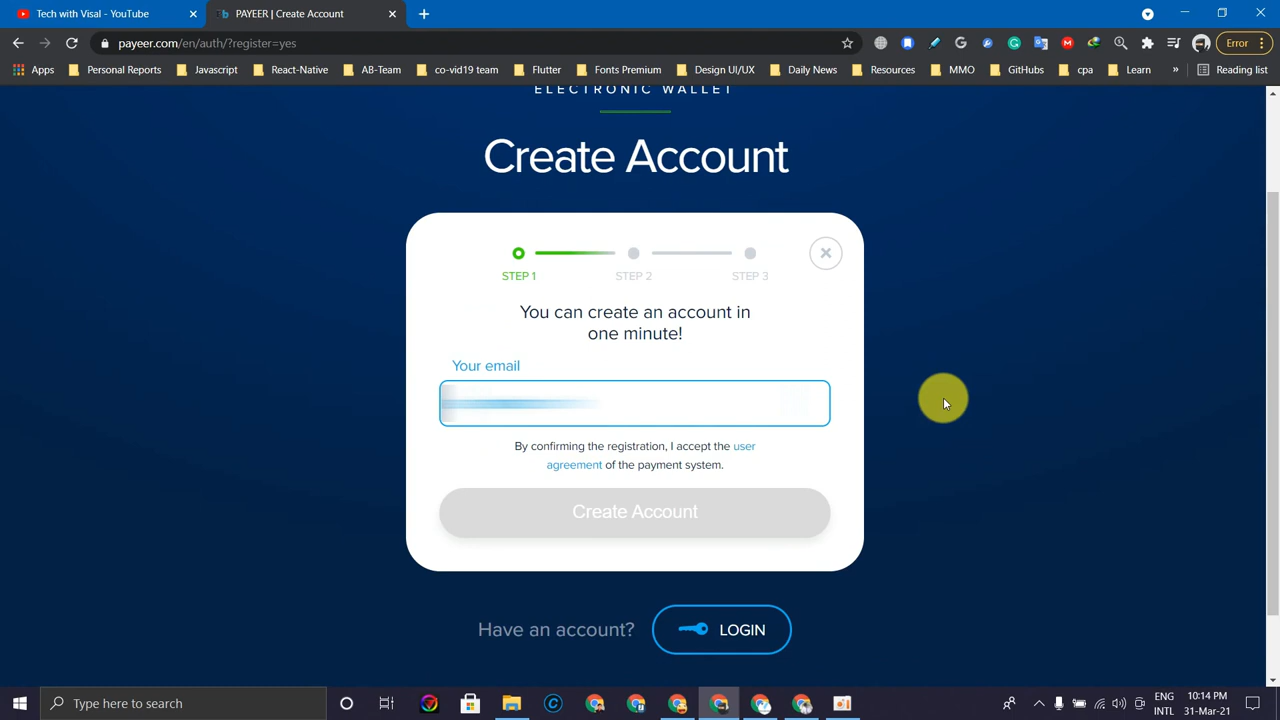 Tech with Visal - YouTube
PAYEER | Create Account
payeer.com/en/auth/?register=yes
Error
Apps
Personal Reports
Javascript
React-Native
AB-Team
co-vid19 team
Flutter
Fonts Premium
Design UI/UX
Daily News
Resources
MMO
GitHubs
cpa
Learn
»
Reading list
ELECTRONIC WALLET
Create Account
STEP 1
STEP 2
STEP 3
You can create an account in
one minute!
Your email
By confirming the registration, I accept the user
agreement of the payment system.
Create Account
Have an account?
LOGIN
Type here to search
ENG
INTL
10:14 PM
31-Mar-21